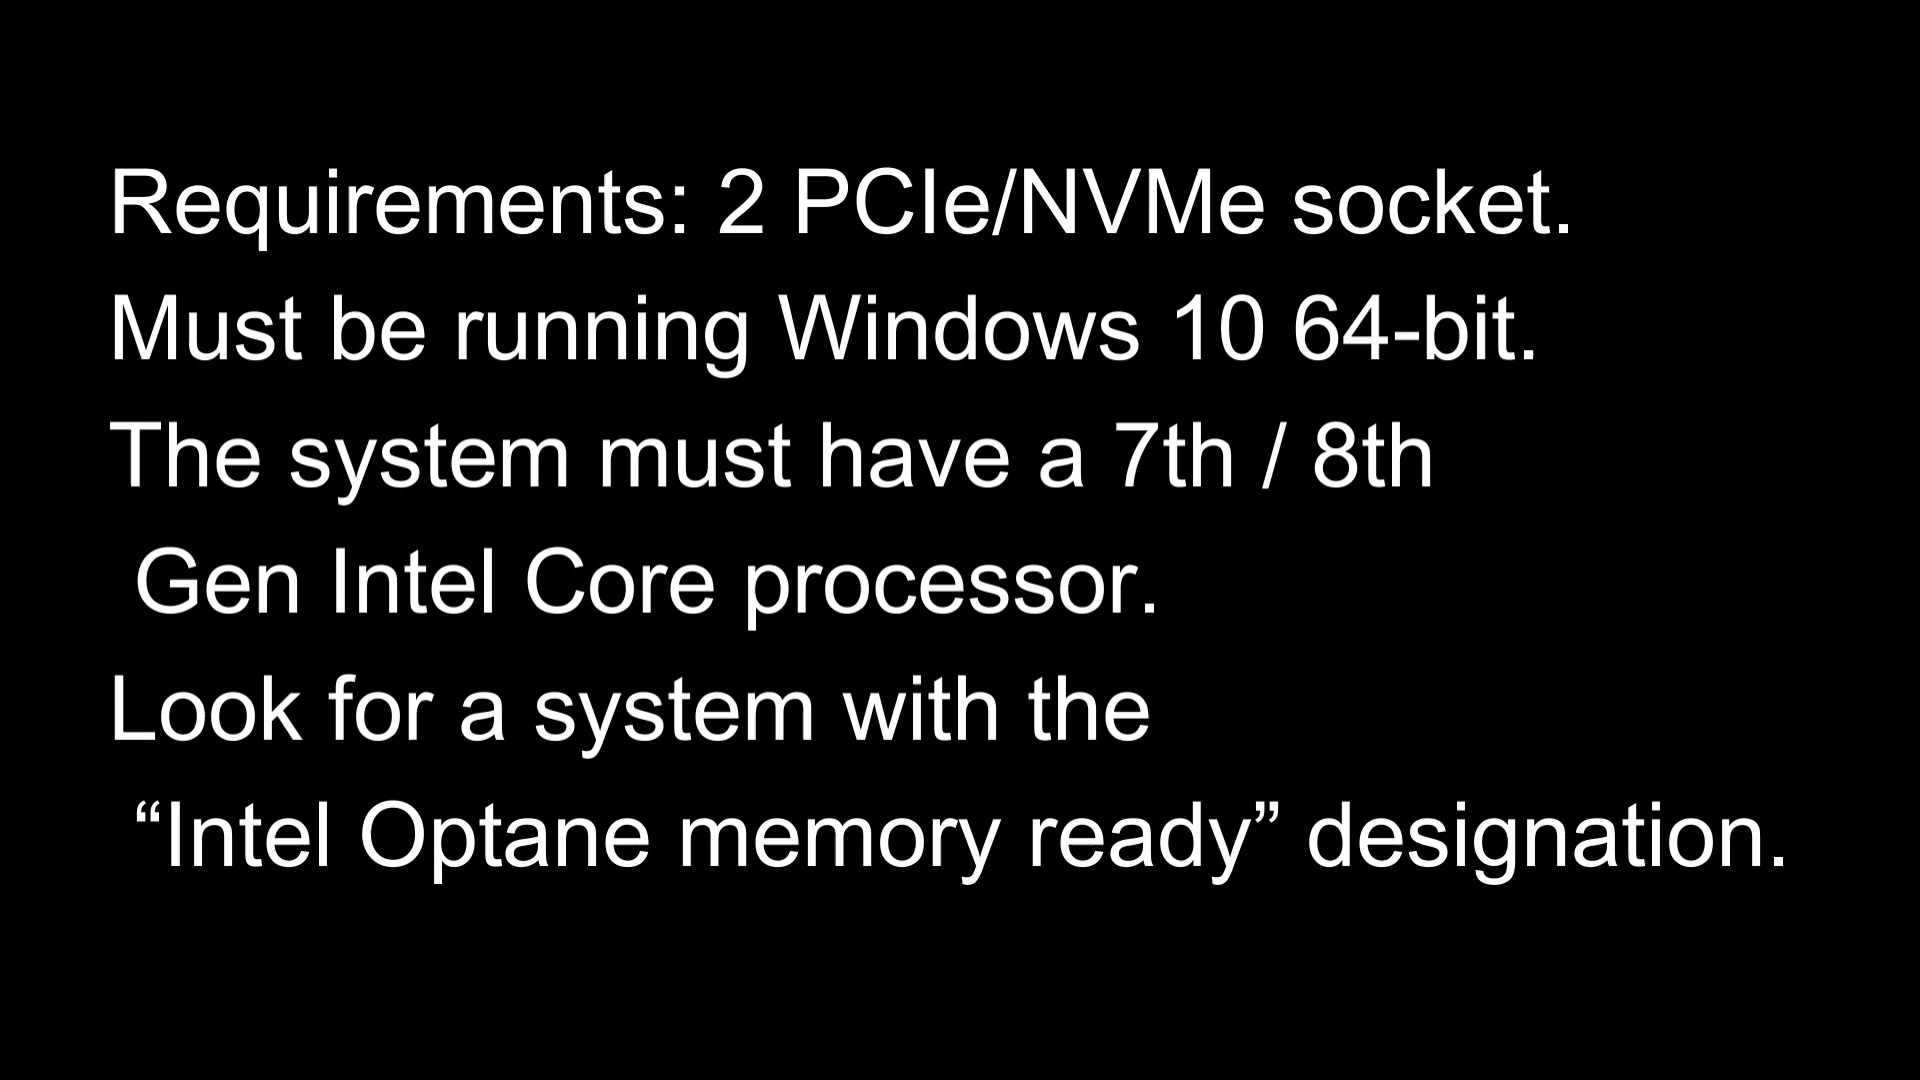 Requirements: 2 PCIe/NVMe socket.
Must be running Windows 10 64-bit.
The system must have a 7th / 8th
Gen Intel Core processor.
Look for a system with the
“Intel Optane memory ready” designation.